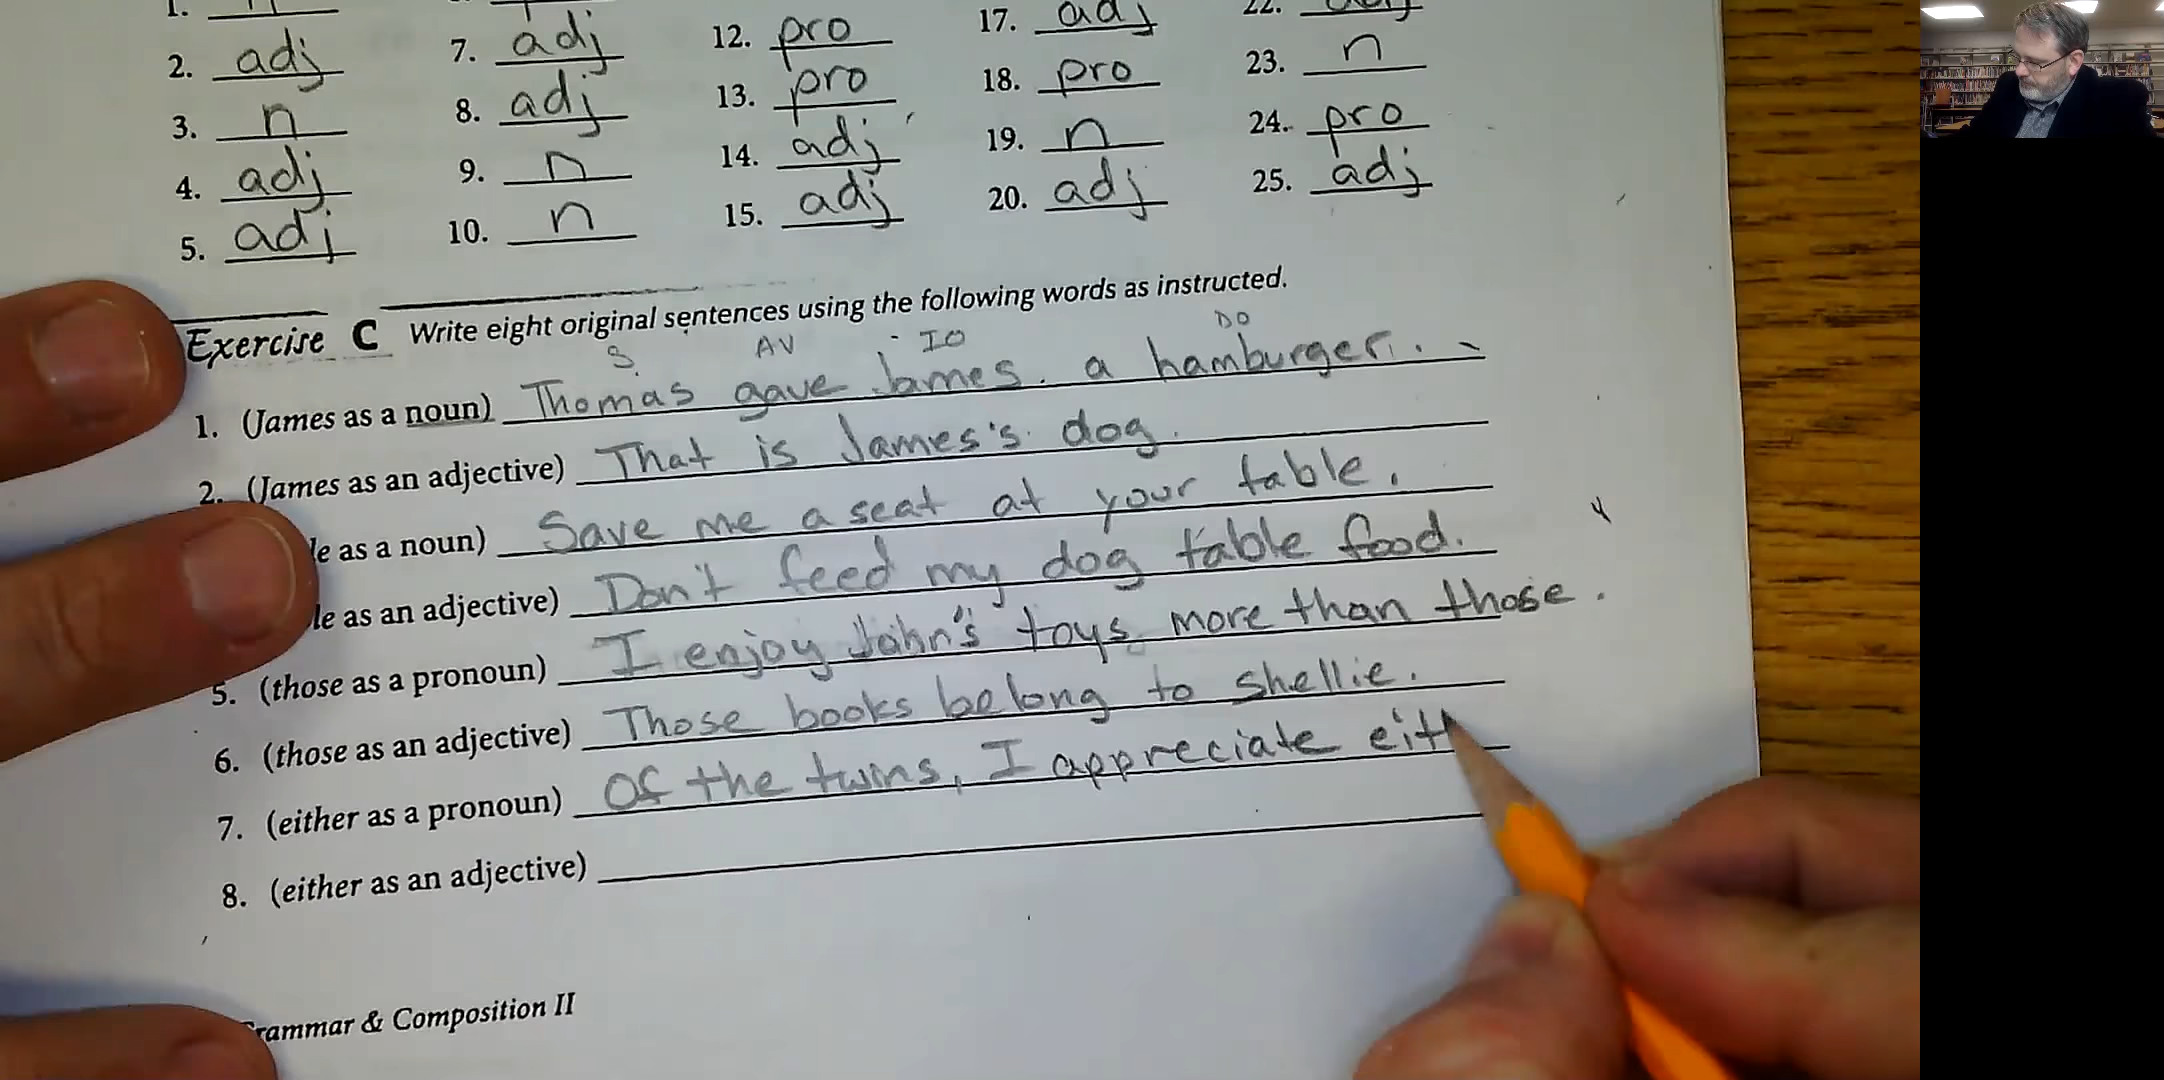 1. n 22. adj
2. adj 7. adj 12. pro 17. adj 23. n
3. n 8. adj 13. pro 18. pro 24. pro
4. adj 9. n 14. adj 19. n 25. adj
5. adj 10. n 15. adj 20. adj
Exercise C Write eight original sentences using the following words as instructed.
S AV IO DO
1. (James as a noun) Thomas gave James a hamburger.
2. (James as an adjective) That is James's dog.
le as a noun) Save me a seat at your table.
le as an adjective) Don't feed my dog table food.
5. (those as a pronoun) I enjoy John's toys more than those.
6. (those as an adjective) Those books belong to Shellie.
7. (either as a pronoun) Of the twins, I appreciate eith
8. (either as an adjective)
Grammar & Composition II